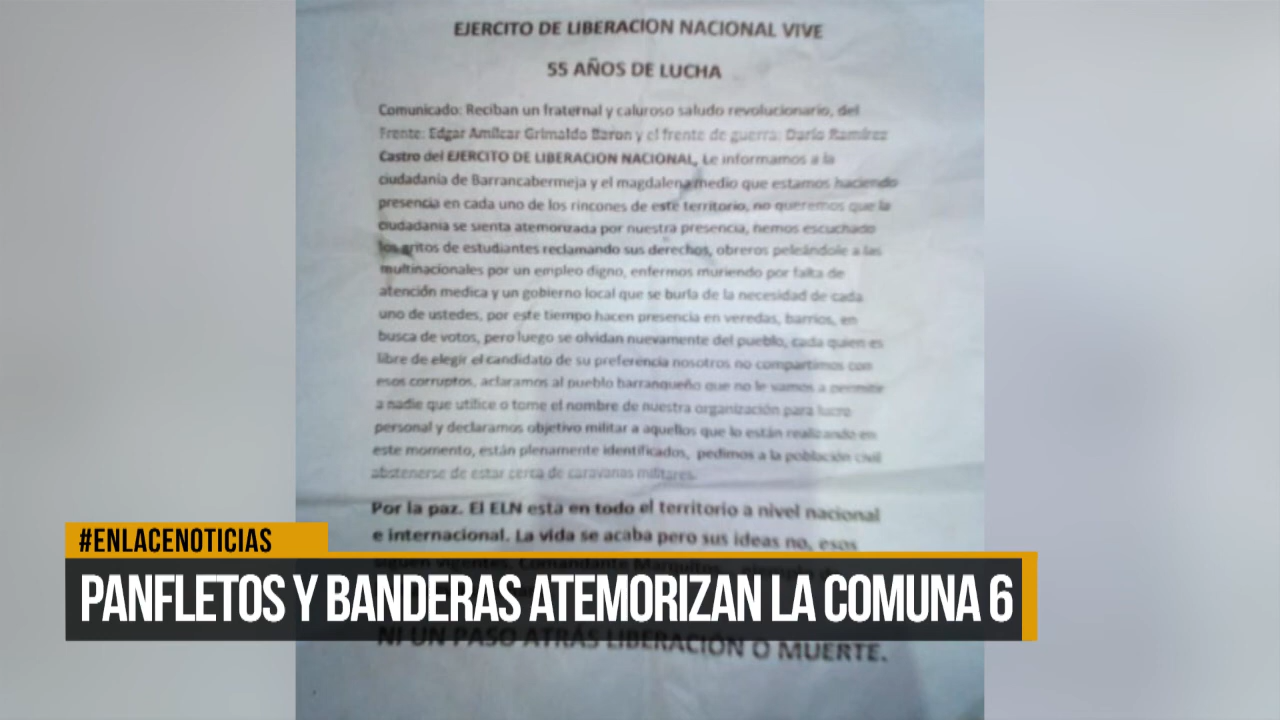 EJERCITO DE LIBERACION NACIONAL VIVE
55 AÑOS DE LUCHA
Comunicado: Reciban un fraternal y caluroso saludo revolucionario, del
Frente: Edgar Amílcar Grimaldo Baron y el frente de guerra: Darío Ramírez
Castro del EJERCITO DE LIBERACION NACIONAL, Le informamos a la
ciudadanía de Barrancabermeja y el magdalena medio que estamos haciendo
presencia en cada uno de los rincones de este territorio, no queremos que la
ciudadanía se sienta atemorizada por nuestra presencia, hemos escuchado
los gritos de estudiantes reclamando sus derechos, obreros peleándole a las
multinacionales por un empleo digno, enfermos muriendo por falta de
atención medica y un gobierno local que se burla de la necesidad de cada
uno de ustedes, por este tiempo hacen presencia en veredas, barrios, en
busca de votos, pero luego se olvidan nuevamente del pueblo, cada quien es
libre de elegir el candidato de su preferencia nosotros no compartimos con
esos corruptos, aclaramos al pueblo barranqueño que no le vamos a permitir
a nadie que utilice o tome el nombre de nuestra organización para lucro
personal y declaramos objetivo militar a aquellos que lo están realizando en
este momento, están plenamente identificados, pedimos a la población civil
abstenerse de estar cerca de caravanas militares.
Por la paz. El ELN esta en todo el territorio a nivel nacional
e internacional. La vida se acaba pero sus ideas no, esos
siguen vigentes. Comandante
#ENLACENOTICIAS
PANFLETOS Y BANDERAS ATEMORIZAN LA COMUNA 6
NI UN PASO ATRÁS LIBERACIÓN O MUERTE.